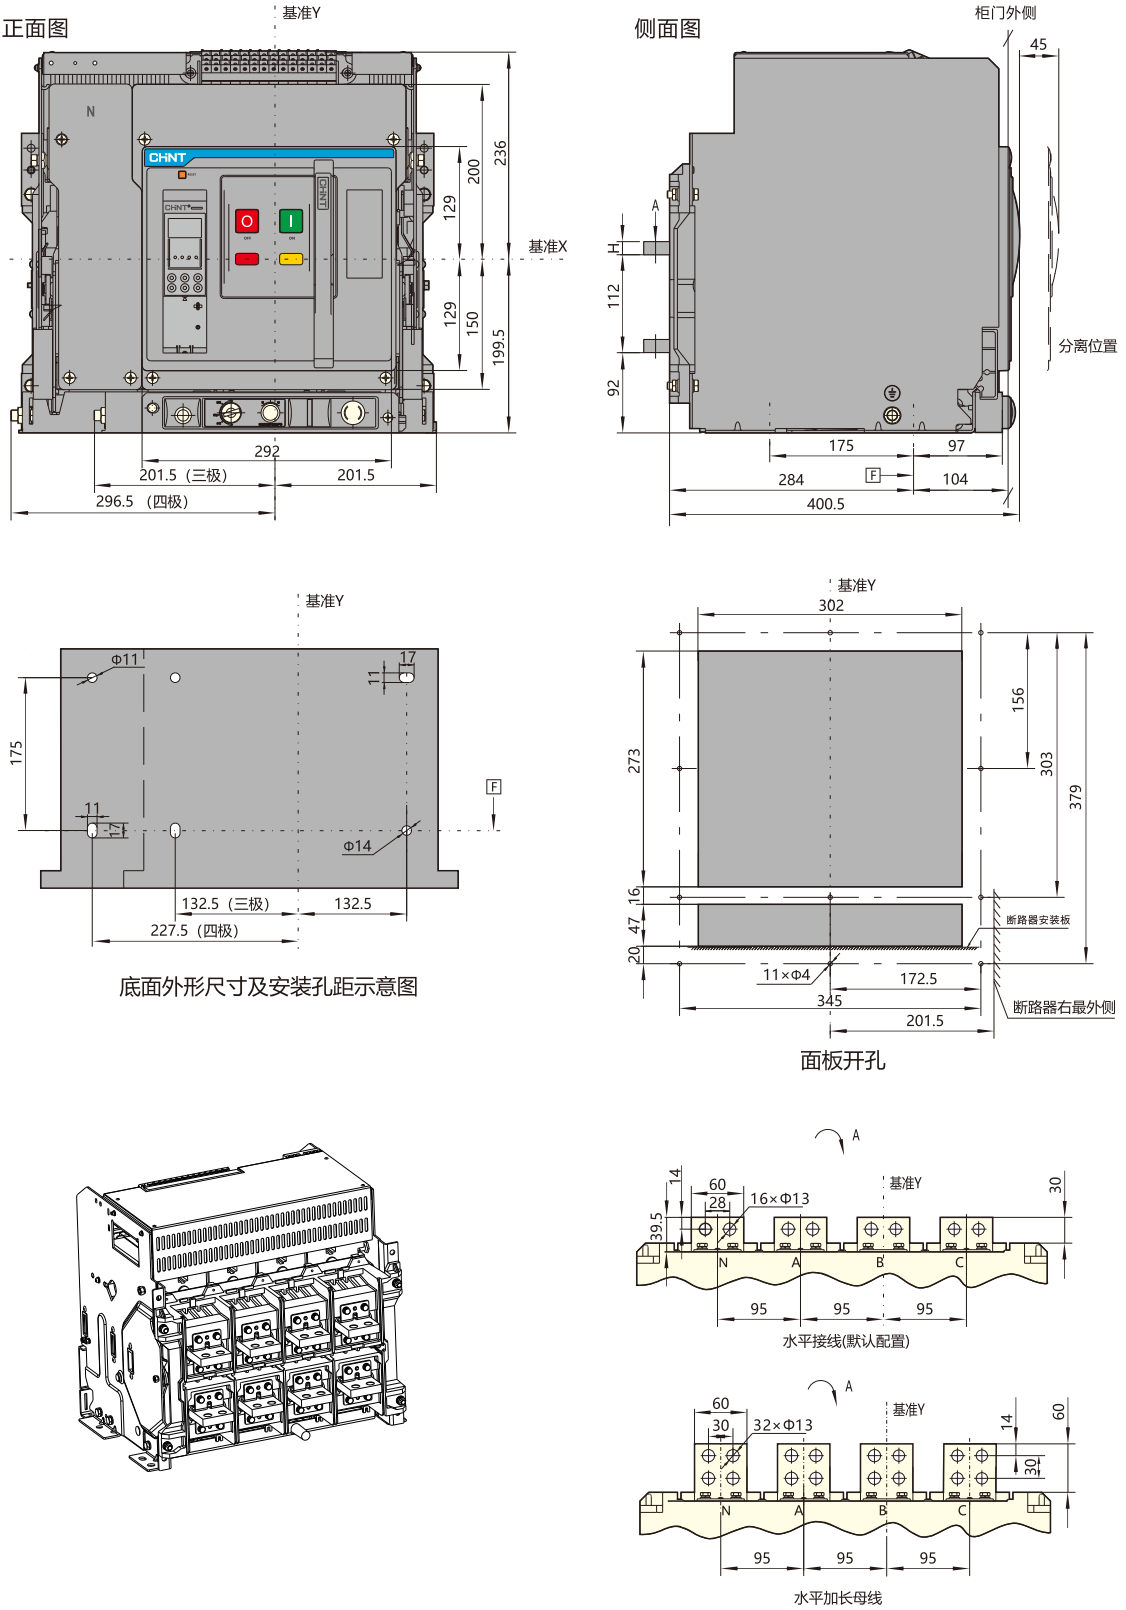 正面图
基准Y
N
CHNT
RESET
CHNT
CHNT
O
I
OFF
ON
基准X
129
200
236
129
150
199.5
292
201.5（三极）
201.5
296.5 （四极）
侧面图
柜门外侧
45
A
H
112
92
分离位置
175
97
F
284
104
400.5
基准Y
Φ11
17
11
175
F
11
17
Φ14
132.5（三极）
132.5
227.5（四极）
底面外形尺寸及安装孔距示意图
基准Y
302
156
273
303
379
16
47
20
断路器安装板
11×Φ4
172.5
345
断路器右最外侧
201.5
面板开孔
A
14
60
基准Y
30
28
16×Φ13
39.5
N
A
B
C
95
95
95
水平接线(默认配置)
A
60
基准Y
14
60
30
32×Φ13
30
N
A
B
C
95
95
95
水平加长母线